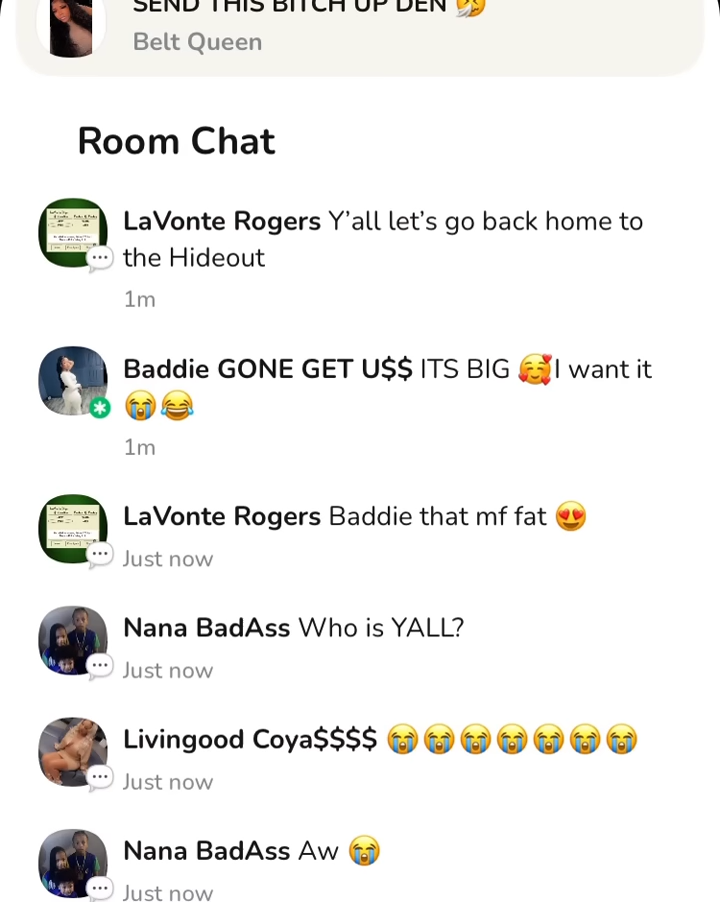 SEND THIS BITCH UP DEN 🤧
Belt Queen
Room Chat
LaVonte Rogers Y'all let's go back home to
the Hideout
1m
Baddie GONE GET U$$ ITS BIG 🥰I want it
😭😂
1m
LaVonte Rogers Baddie that mf fat 😍
Just now
Nana BadAss Who is YALL?
Just now
Livingood Coya$$$$ 😭😭😭😭😭😭😭
Just now
Nana BadAss Aw 😭
Just now